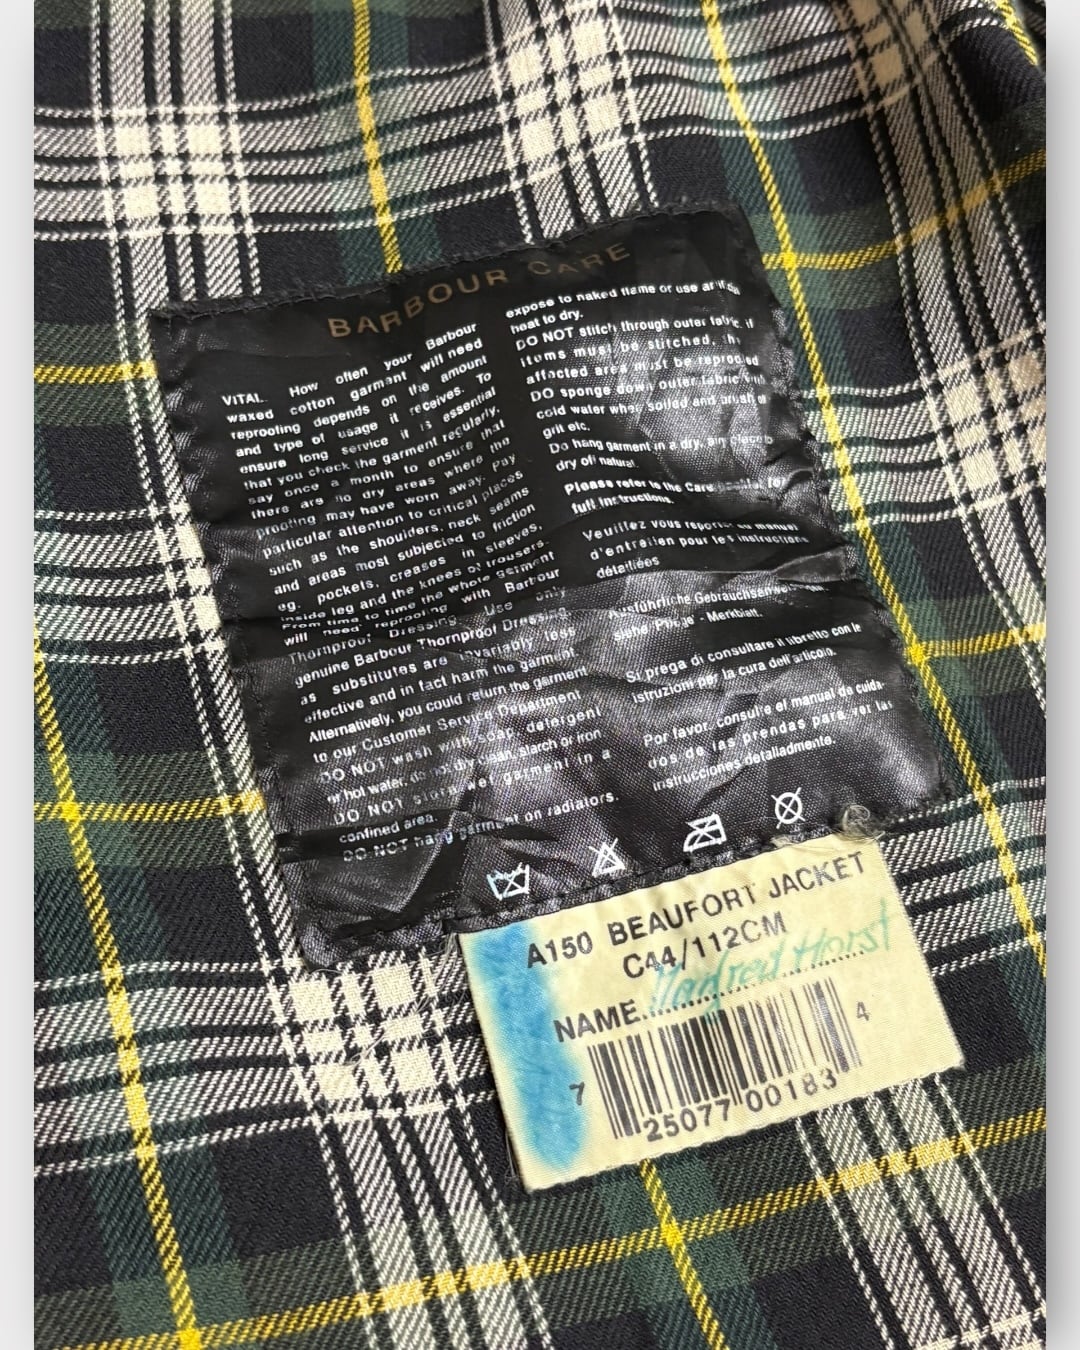 BARBOUR CARE
VITAL. How often your Barbour
waxed cotton garment will need
reproofing depends on the amount
and type of usage it receives. To
ensure long service it is essential
that you check the garment regularly,
say once a month to ensure that
there are no dry areas where the
proofing may have worn away. Pay
particular attention to critical places
such as the shoulders, neck seams
and areas most subjected to friction
eg. pockets, creases in sleeves,
inside leg and the knees of trousers.
From time to time the whole garment
will need reproofing with Barbour
Thornproof Dressing. Use only
genuine Barbour Thornproof Dressing
as substitutes are invariably less
effective and in fact harm the garment
Alternatively, you could return the garment
to our Customer Service Department
DO NOT wash with soap, detergent
or hot water, do not dry clean, starch or iron
DO NOT store wet garment in a
confined area.
DO NOT hang garment on radiators.
expose to naked flame or use artificial
heat to dry.
DO NOT stitch through outer fabric, if
items must be stitched, the
affected area must be reproofed
DO sponge down outer fabric with
cold water when soiled and brush off
grit etc.
Do hang garment in a dry, airy place to
dry off natural.
Please refer to the Care for
full instructions.
Veuillez vous reporter au manuel
d'entretien pour les instructions
détaillées
Ausführliche Gebrauchsanweisung
siehe "Pflege" - Merkblatt.
Si prega di consultare il libretto con le
istruzioni per la cura dell'articolo.
Por favor, consulte el manual de cuida-
dos de las prendas para ver las
instrucciones detalladmente.
A150 BEAUFORT JACKET
C44/112CM
NAME Manfred Horst
7 25077 00183 4